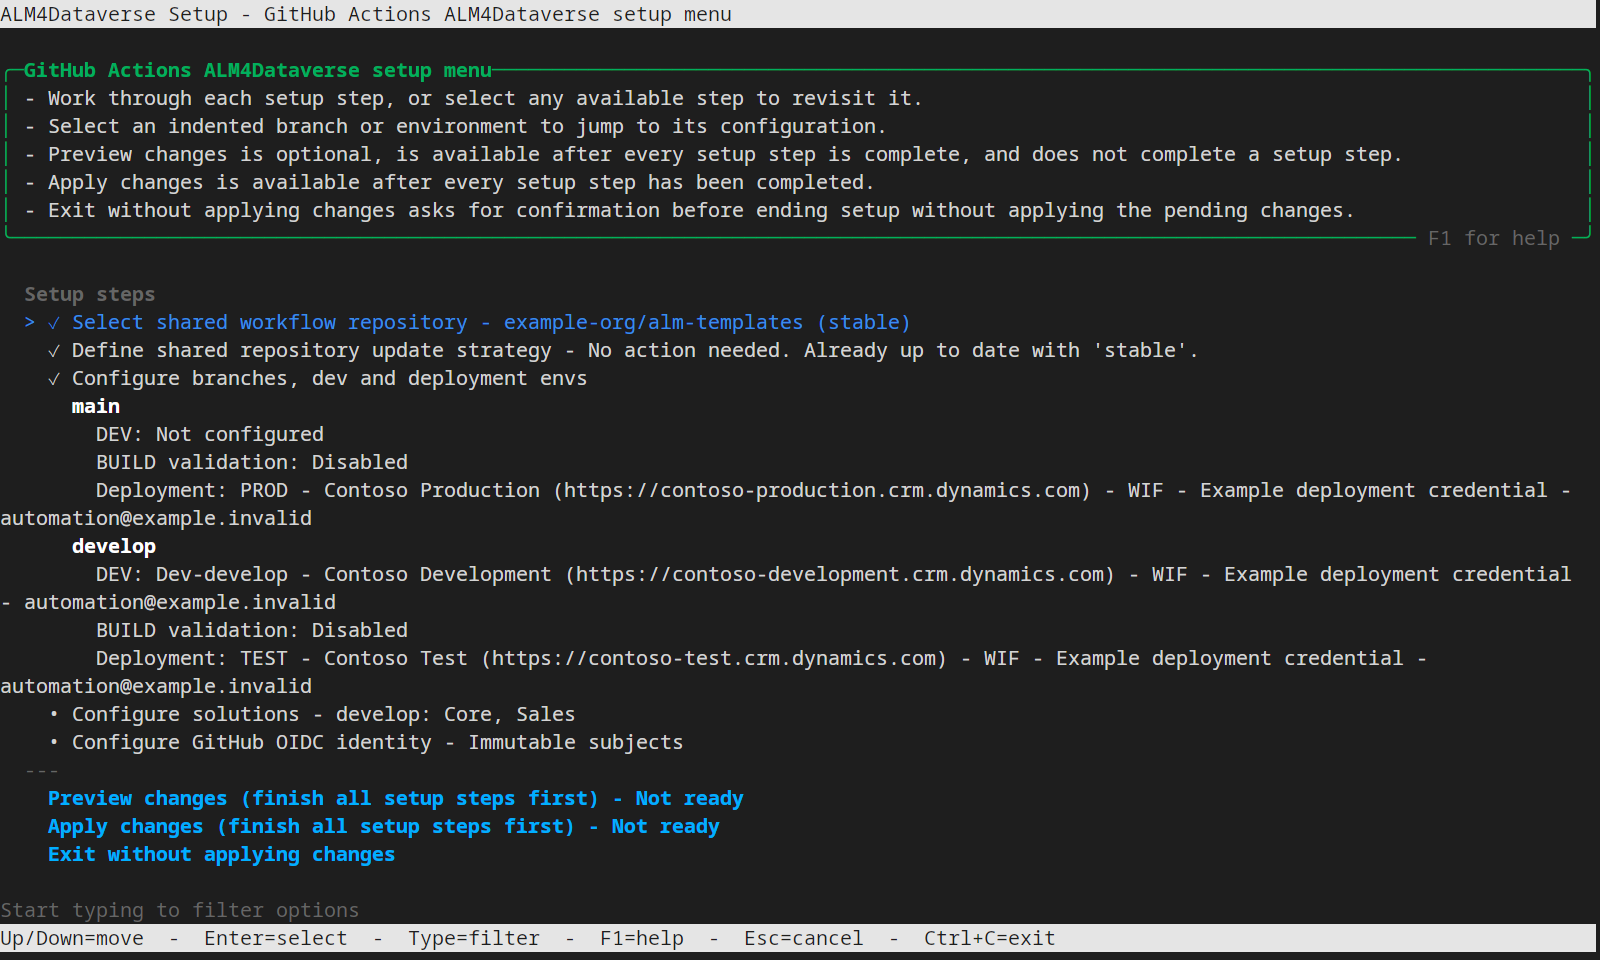 ALM4Dataverse Setup - GitHub Actions ALM4Dataverse setup menu
GitHub Actions ALM4Dataverse setup menu
- Work through each setup step, or select any available step to revisit it.
- Select an indented branch or environment to jump to its configuration.
- Preview changes is optional, is available after every setup step is complete, and does not complete a setup step.
- Apply changes is available after every setup step has been completed.
- Exit without applying changes asks for confirmation before ending setup without applying the pending changes.
F1 for help
Setup steps
> ✓ Select shared workflow repository - example-org/alm-templates (stable)
✓ Define shared repository update strategy - No action needed. Already up to date with 'stable'.
✓ Configure branches, dev and deployment envs
main
DEV: Not configured
BUILD validation: Disabled
Deployment: PROD - Contoso Production (https://contoso-production.crm.dynamics.com) - WIF - Example deployment credential -
automation@example.invalid
develop
DEV: Dev-develop - Contoso Development (https://contoso-development.crm.dynamics.com) - WIF - Example deployment credential
- automation@example.invalid
BUILD validation: Disabled
Deployment: TEST - Contoso Test (https://contoso-test.crm.dynamics.com) - WIF - Example deployment credential -
automation@example.invalid
• Configure solutions - develop: Core, Sales
• Configure GitHub OIDC identity - Immutable subjects
---
Preview changes (finish all setup steps first) - Not ready
Apply changes (finish all setup steps first) - Not ready
Exit without applying changes
Start typing to filter options
Up/Down=move - Enter=select - Type=filter - F1=help - Esc=cancel - Ctrl+C=exit